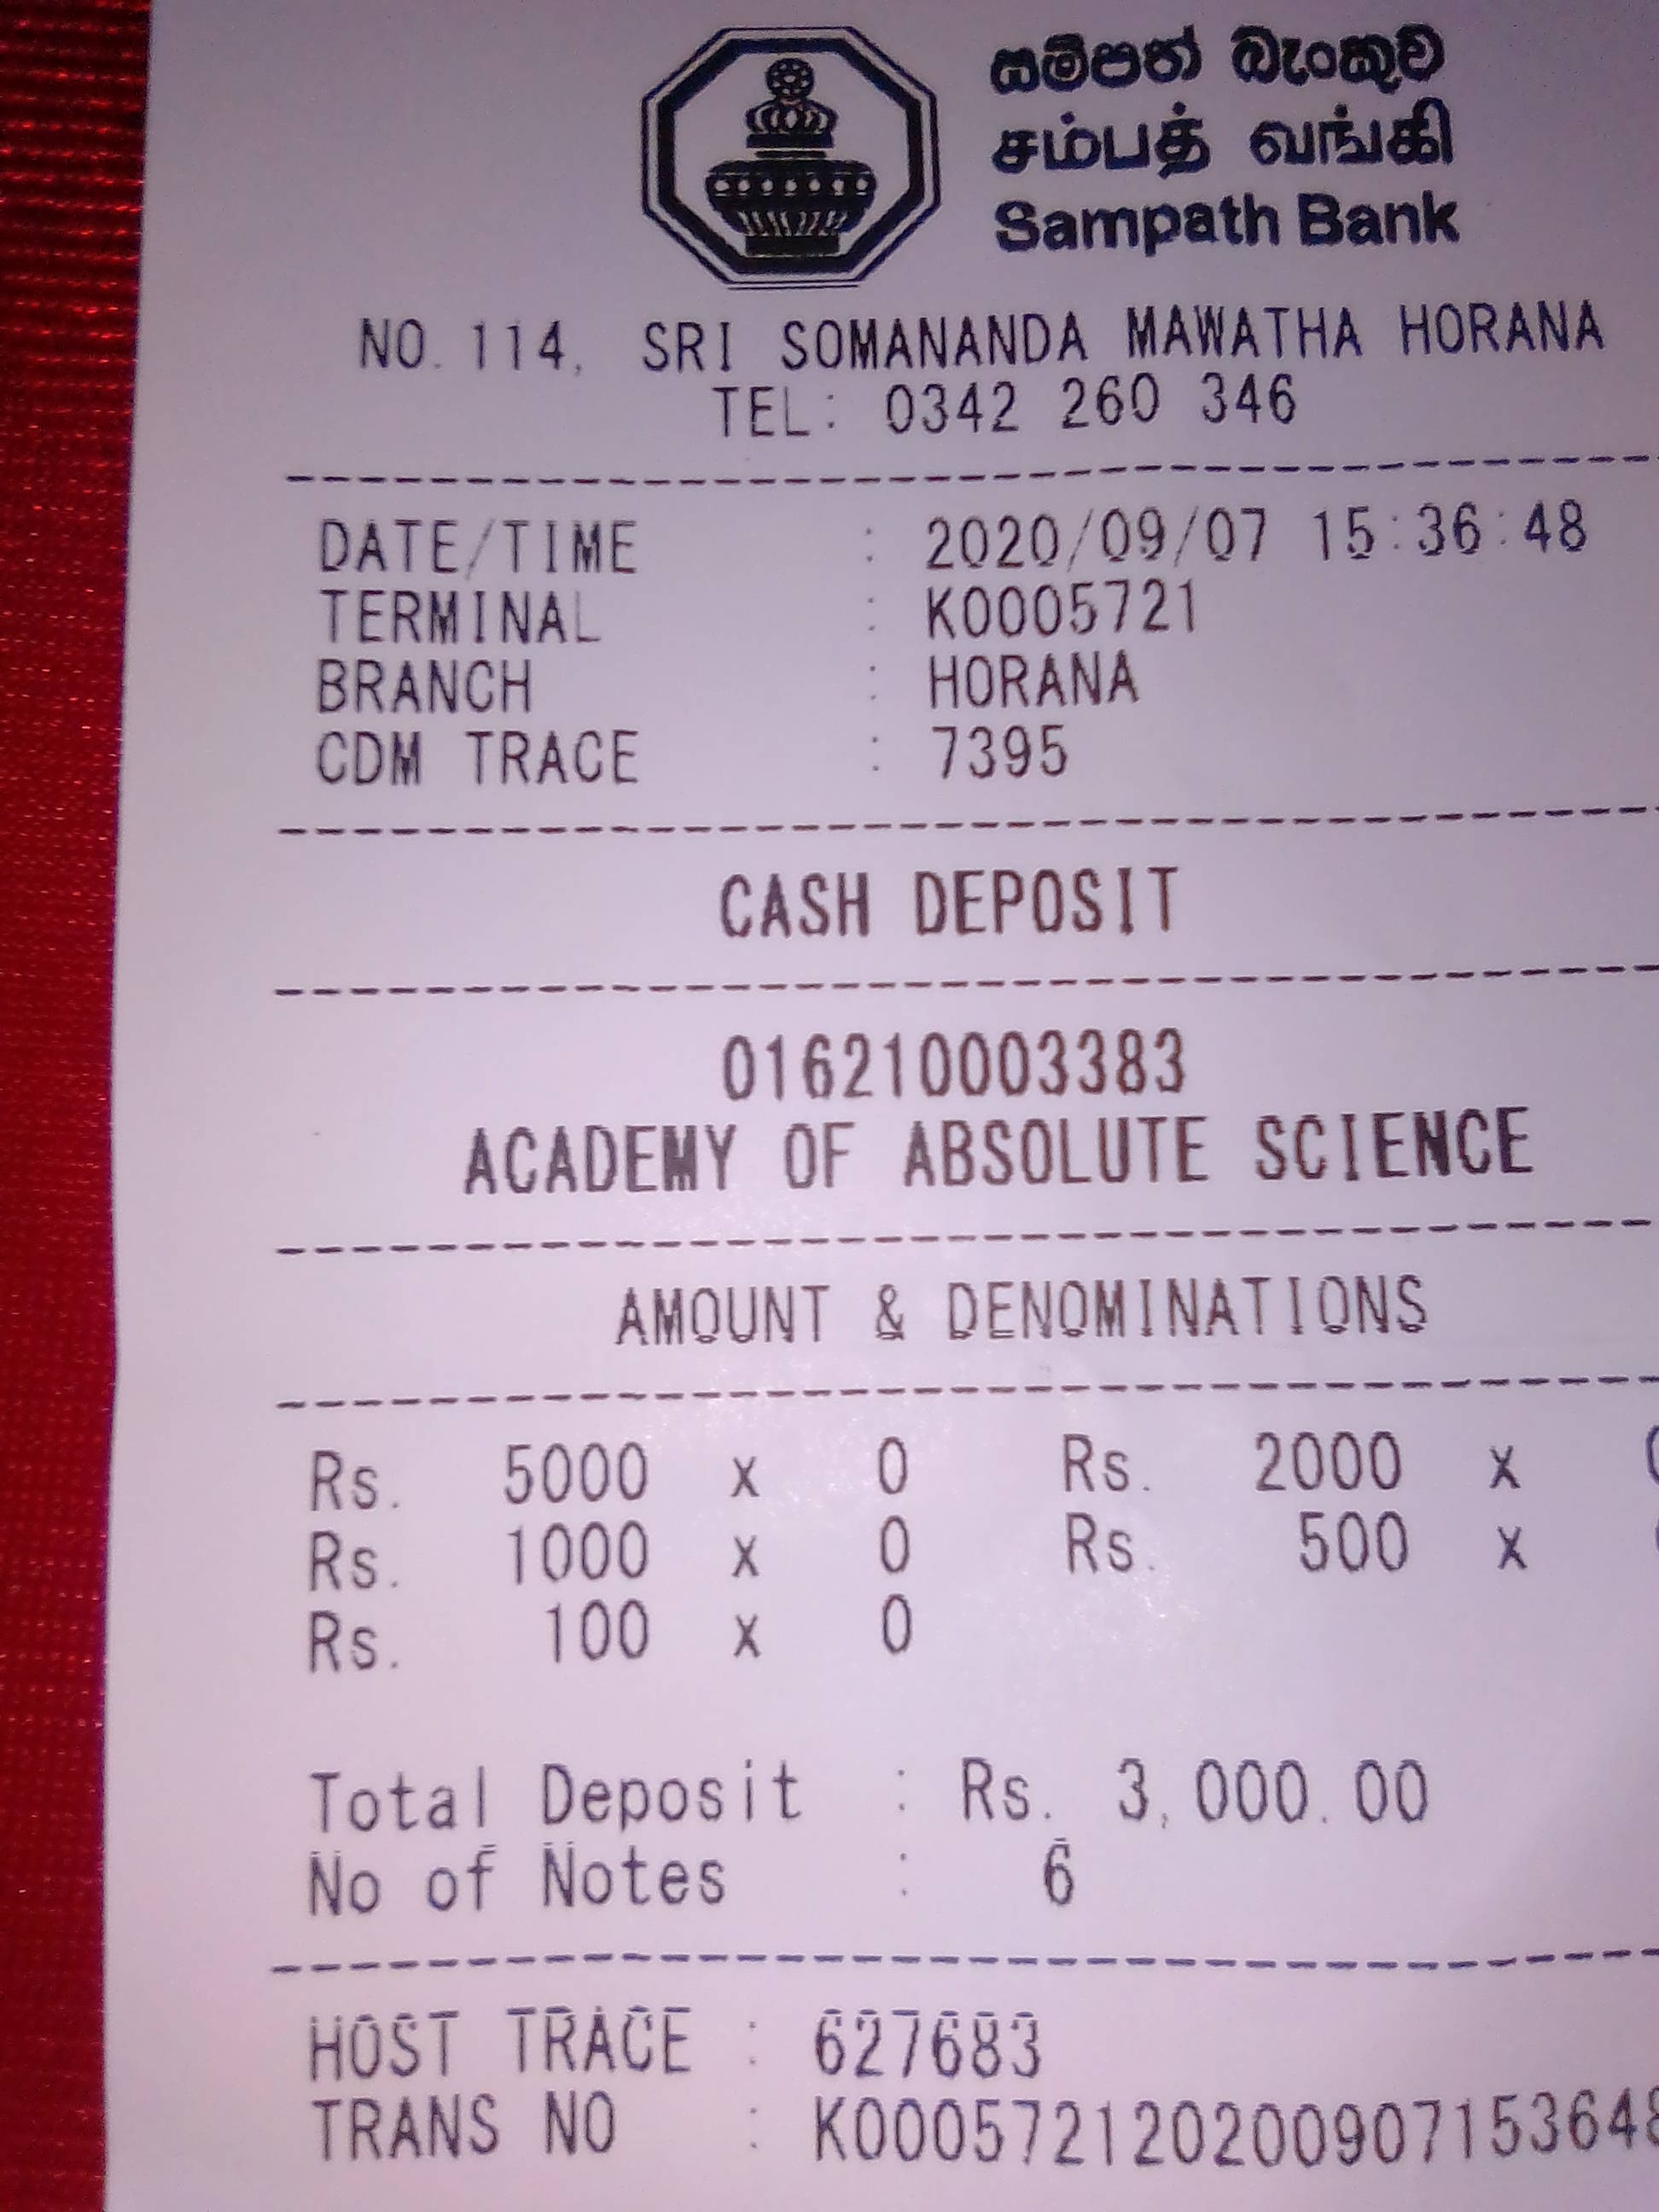 සම්පත් බැංකුව
சம்பத் வங்கி
Sampath Bank
NO. 114, SRI SOMANANDA MAWATHA HORANA
TEL: 0342 260 346
DATE/TIME : 2020/09/07 15:36:48
TERMINAL : K0005721
BRANCH : HORANA
CDM TRACE : 7395
CASH DEPOSIT
016210003383
ACADEMY OF ABSOLUTE SCIENCE
AMOUNT & DENOMINATIONS
Rs. 5000 x 0 Rs. 2000 x
Rs. 1000 x 0 Rs. 500 x
Rs. 100 x 0
Total Deposit : Rs. 3,000.00
No of Notes : 6
HOST TRACE : 627683
TRANS NO : K000572120200907153648